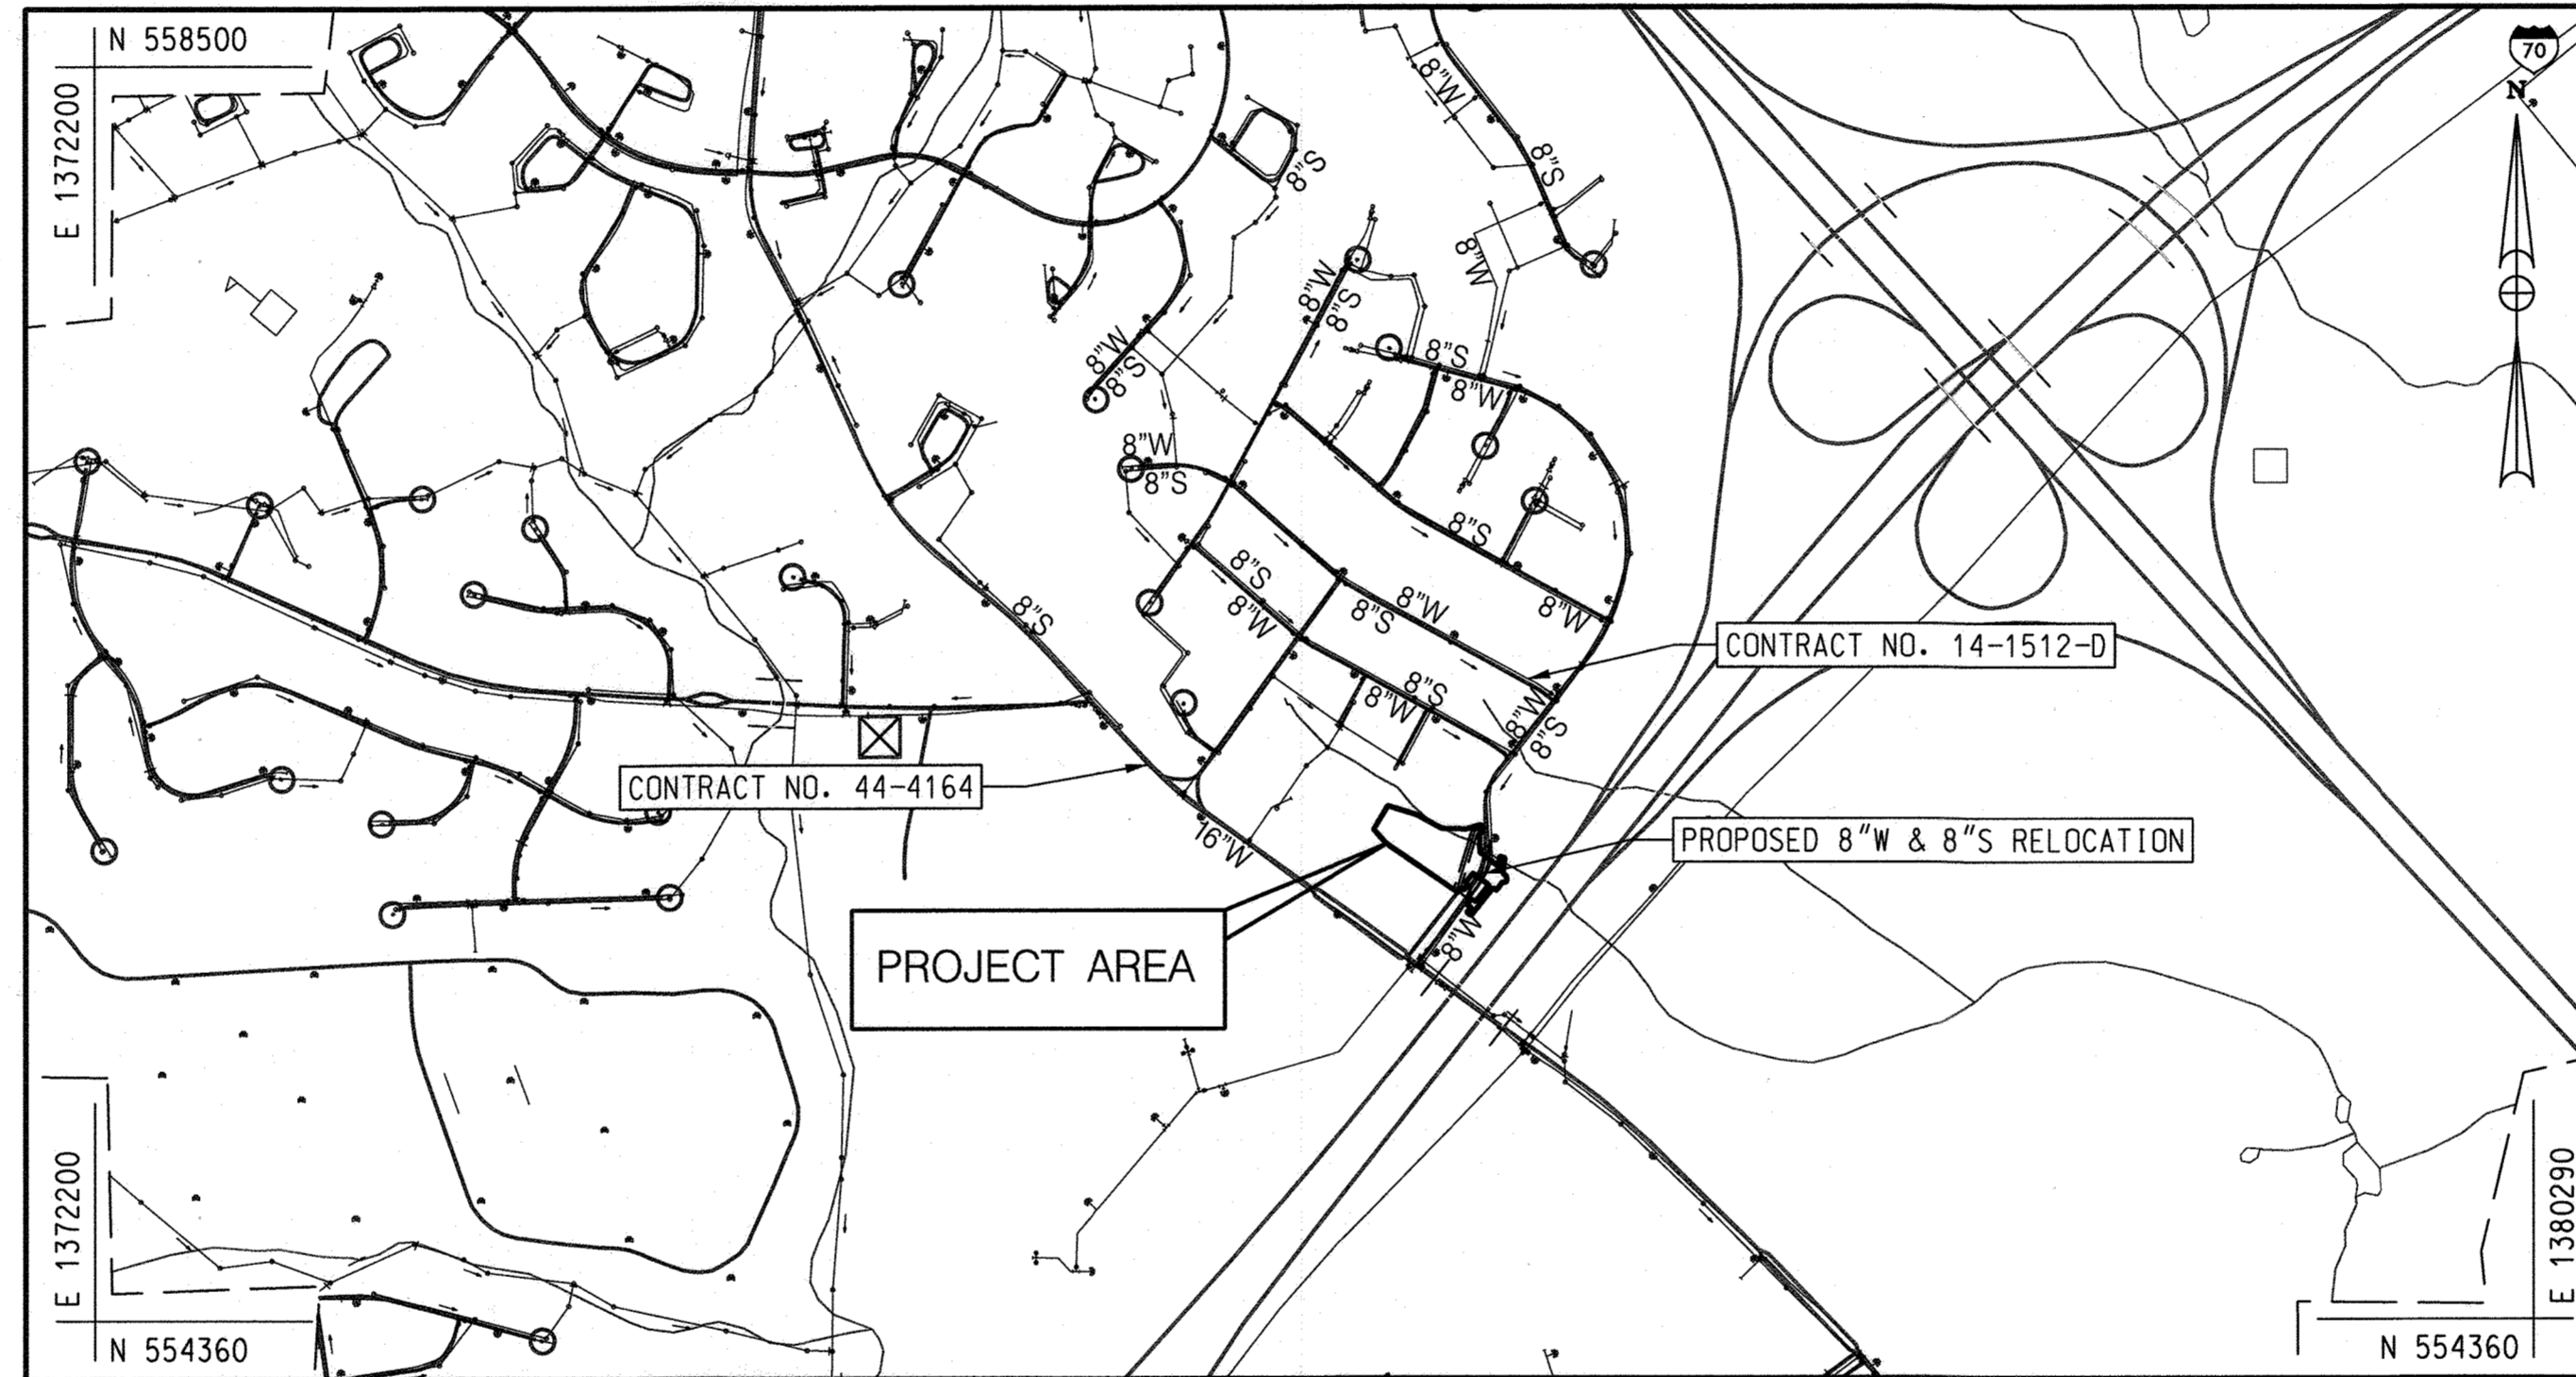 N 558500
E 1372200
70
N
8"W
8"S
8"S
8"W
8"W
8"S
8"W
8"S
8"S
8"W
8"W
8"S
8"S
8"S
8"W
8"W
8"S
8"W
8"S
8"S
8"W
8"W
8"S
CONTRACT NO. 14-1512-D
CONTRACT NO. 44-4164
16"W
PROPOSED 8"W & 8"S RELOCATION
8"W
PROJECT AREA
E 1372200
N 554360
E 1380290
N 554360